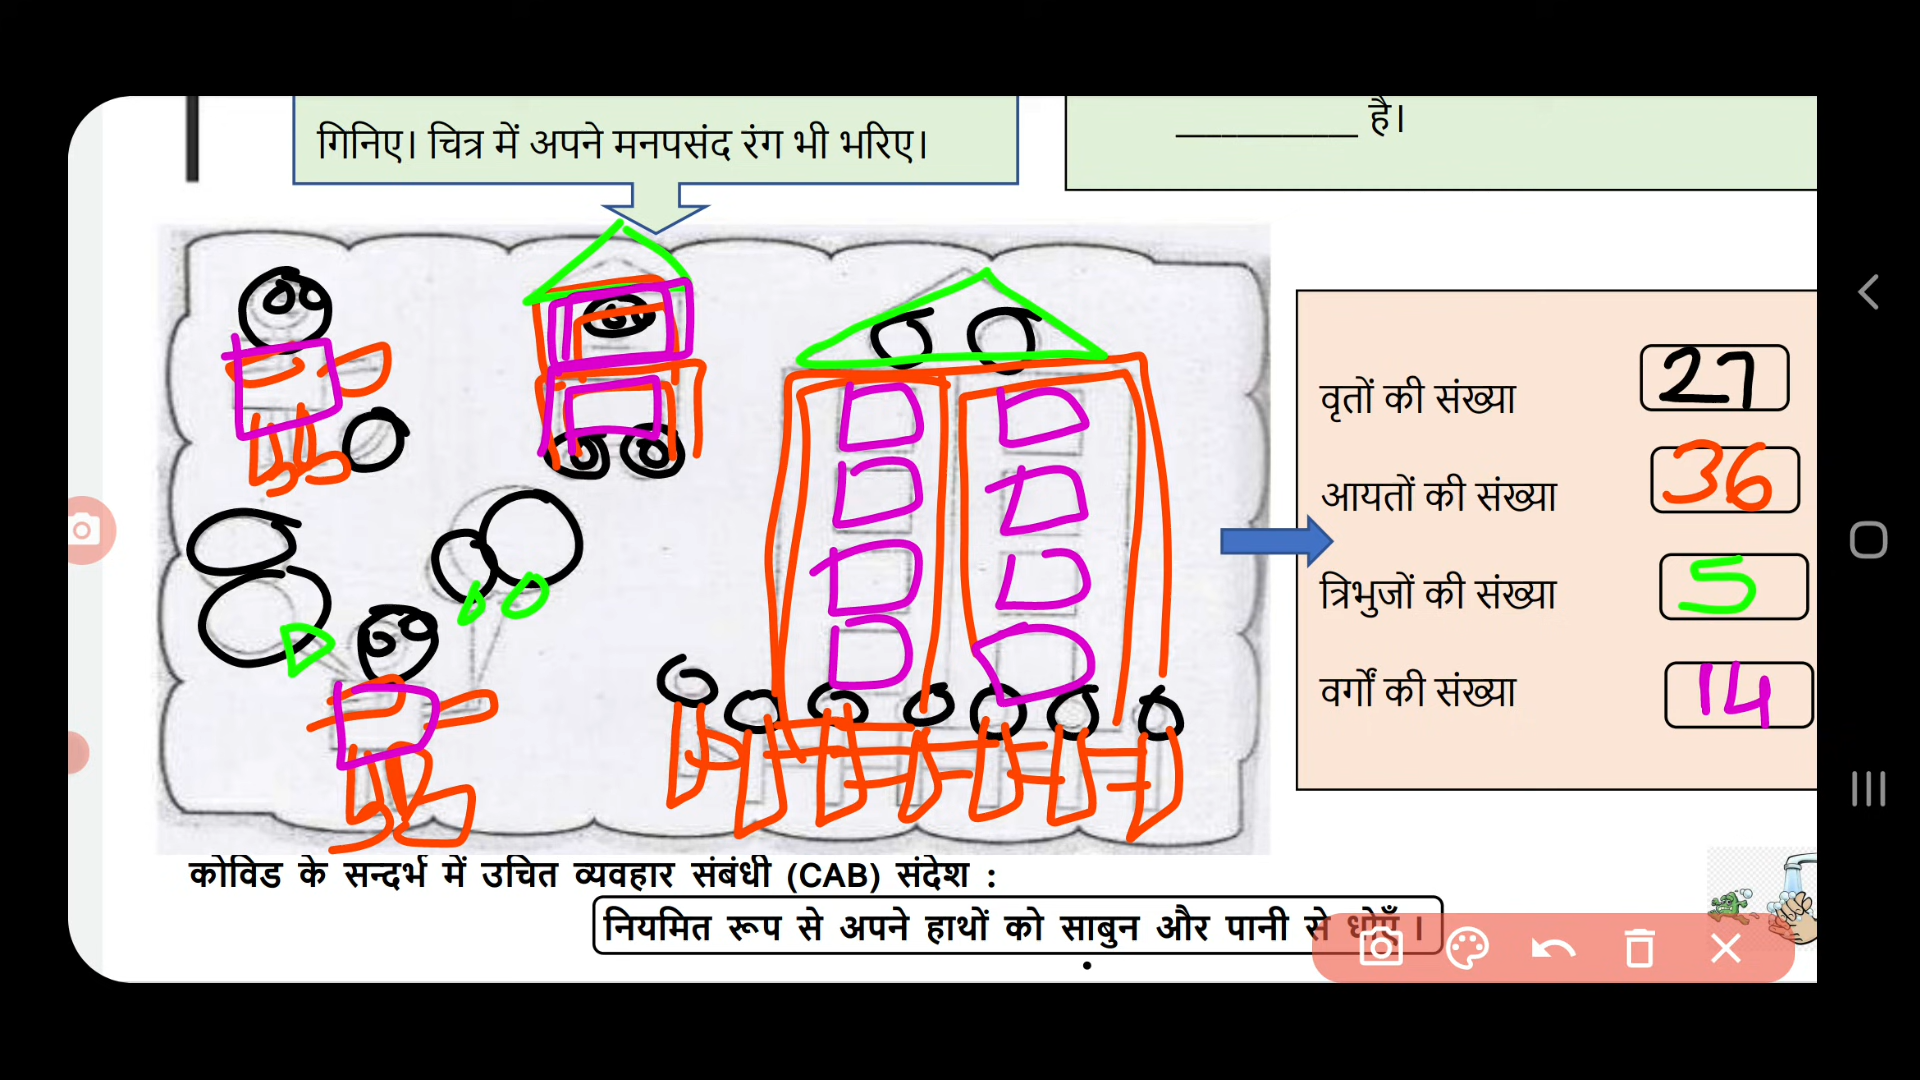 है।
गिनिए। चित्र में अपने मनपसंद रंग भी भरिए।
वृतों की संख्या 27
आयतों की संख्या 36
त्रिभुजों की संख्या 5
वर्गों की संख्या 14
कोविड के सन्दर्भ में उचित व्यवहार संबंधी (CAB) संदेश :
नियमित रूप से अपने हाथों को साबुन और पानी से धोएँ ।